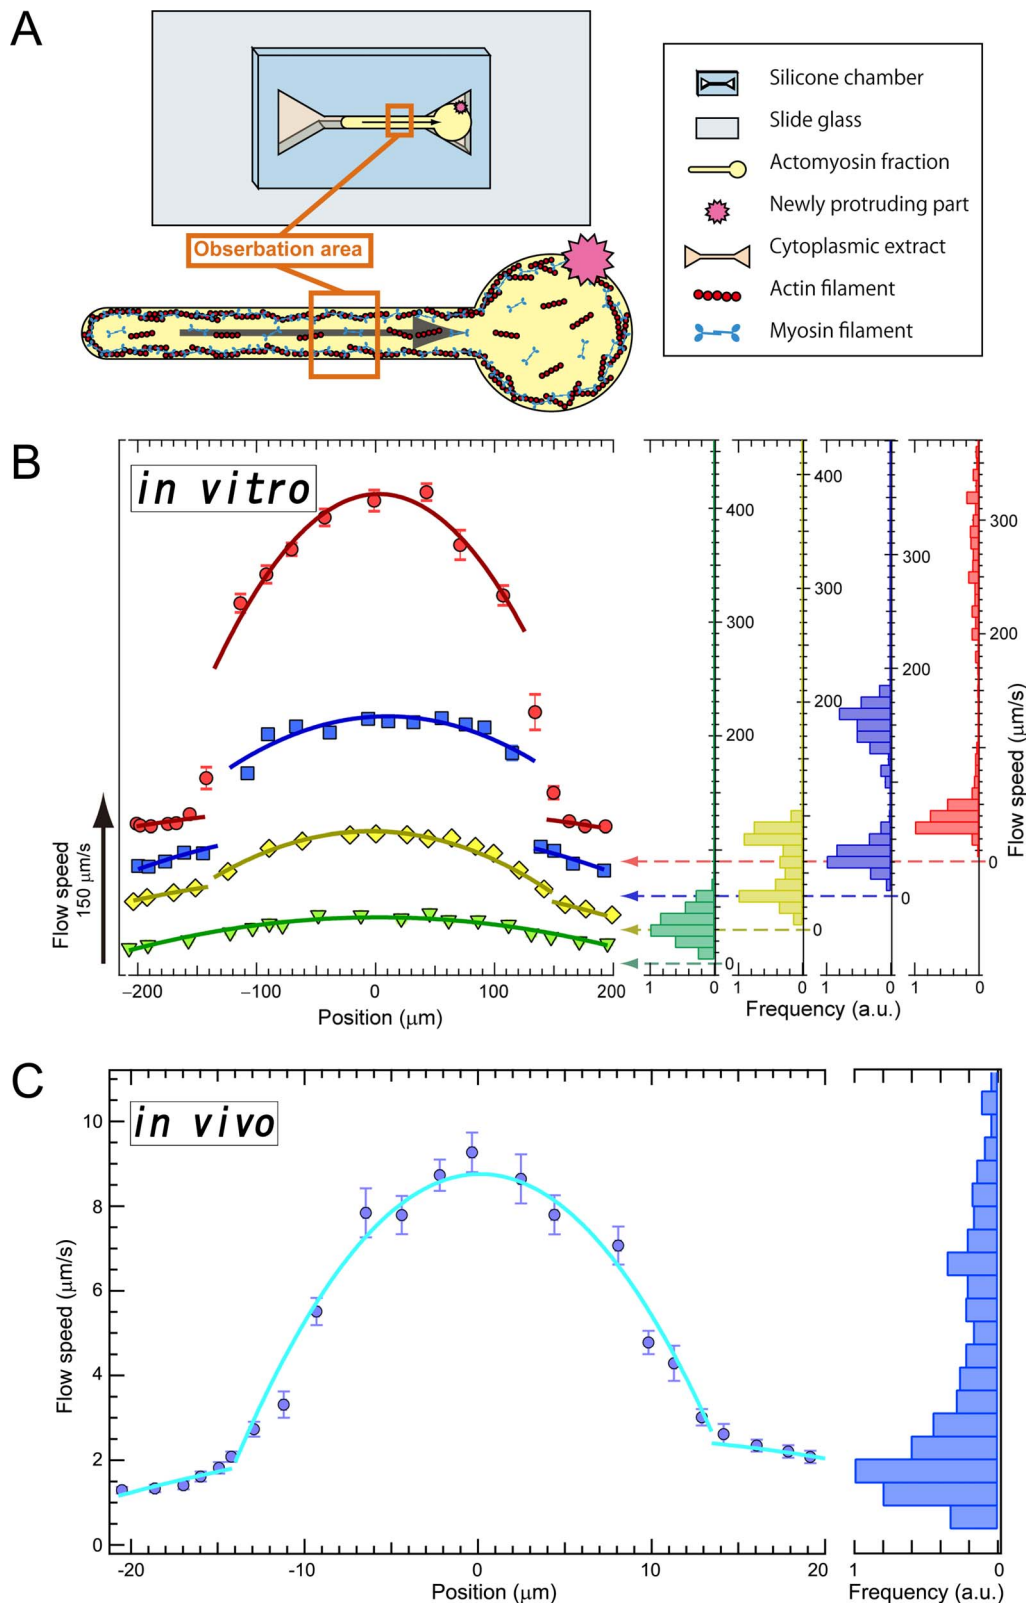 A
Silicone chamber
Slide glass
Actomyosin fraction
Newly protruding part
Cytoplasmic extract
Actin filament
Myosin filament
Obserbation area
B
in vitro
400
300
200
0
400
300
200
0
300
200
0
300
200
0
Flow speed (μm/s)
Flow speed
150 μm/s
−200 −100 0 100 200
Position (μm)
1 0 1 0 1 0 1 0
Frequency (a.u.)
C
in vivo
10
8
6
4
2
0
Flow speed (μm/s)
-20 -10 0 10 20
Position (μm)
1 0
Frequency (a.u.)